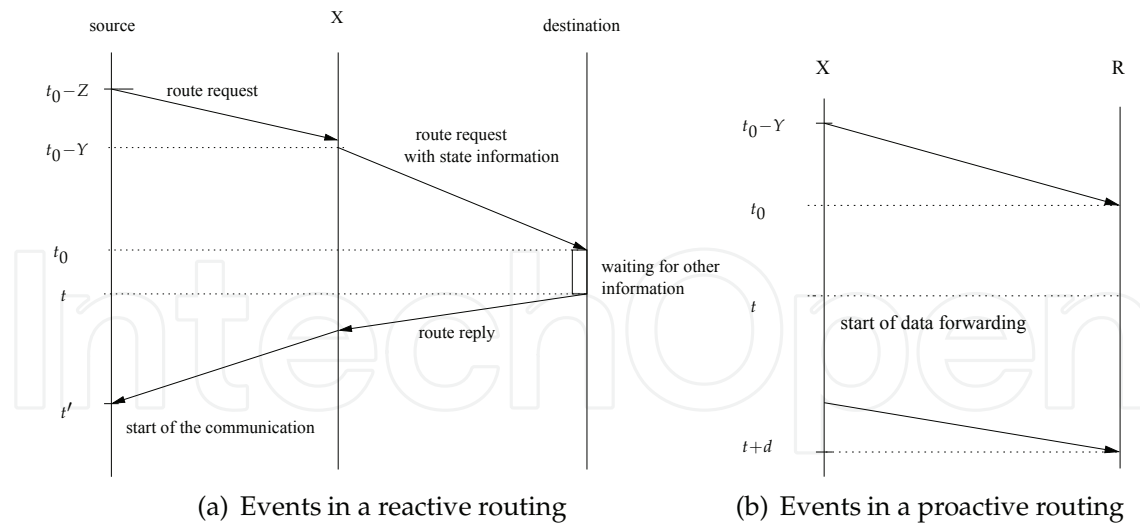 source
X
destination
t₀−Z
route request
t₀−Y
route request
with state information
t₀
waiting for other
information
t
route reply
t′
start of the communication
(a) Events in a reactive routing
X
R
t₀−Y
t₀
t
start of data forwarding
t+d
(b) Events in a proactive routing
IntechOpen